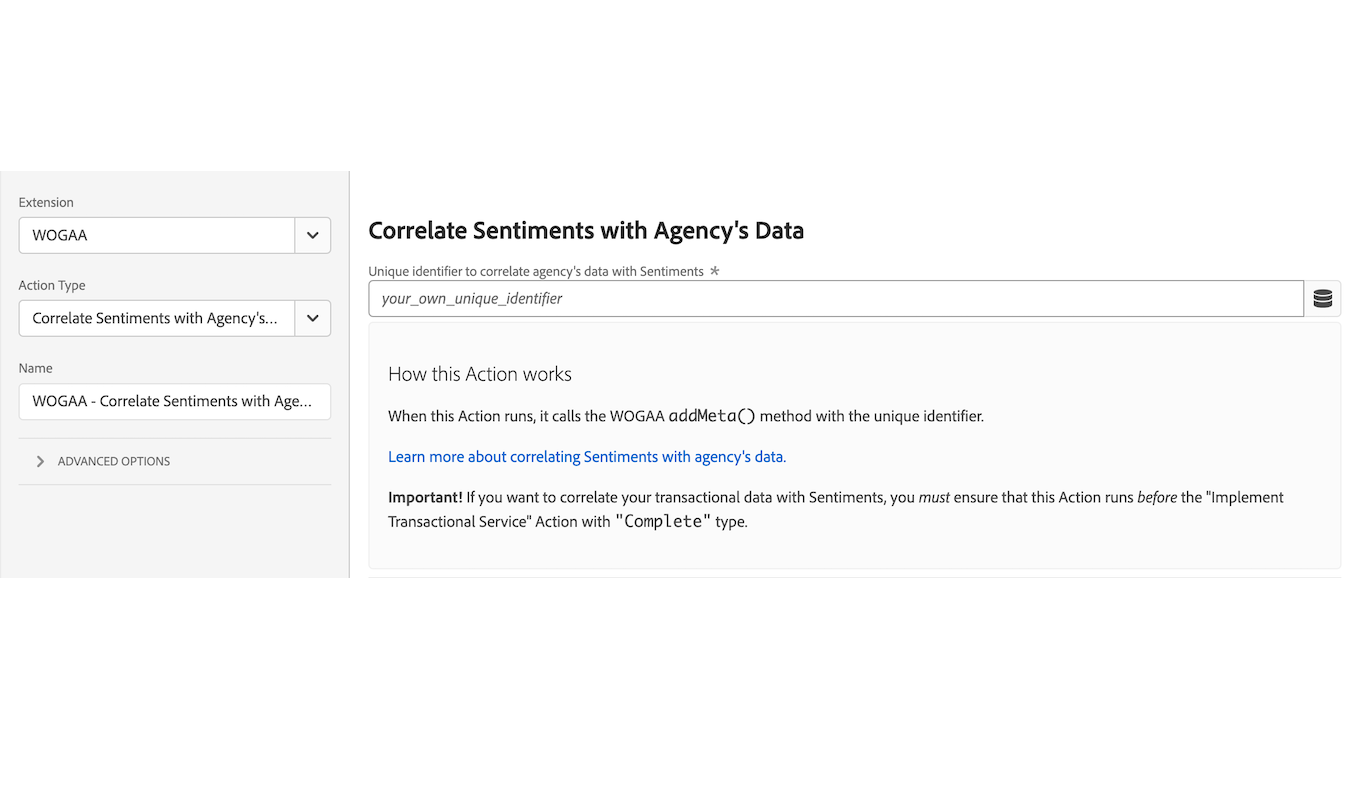 Extension
WOGAA
Action Type
Correlate Sentiments with Agency's...
Name
WOGAA - Correlate Sentiments with Age...
ADVANCED OPTIONS
Correlate Sentiments with Agency's Data
Unique identifier to correlate agency's data with Sentiments *
your_own_unique_identifier
How this Action works
When this Action runs, it calls the WOGAA addMeta() method with the unique identifier.
Learn more about correlating Sentiments with agency's data.
Important! If you want to correlate your transactional data with Sentiments, you must ensure that this Action runs before the "Implement
Transactional Service" Action with "Complete" type.